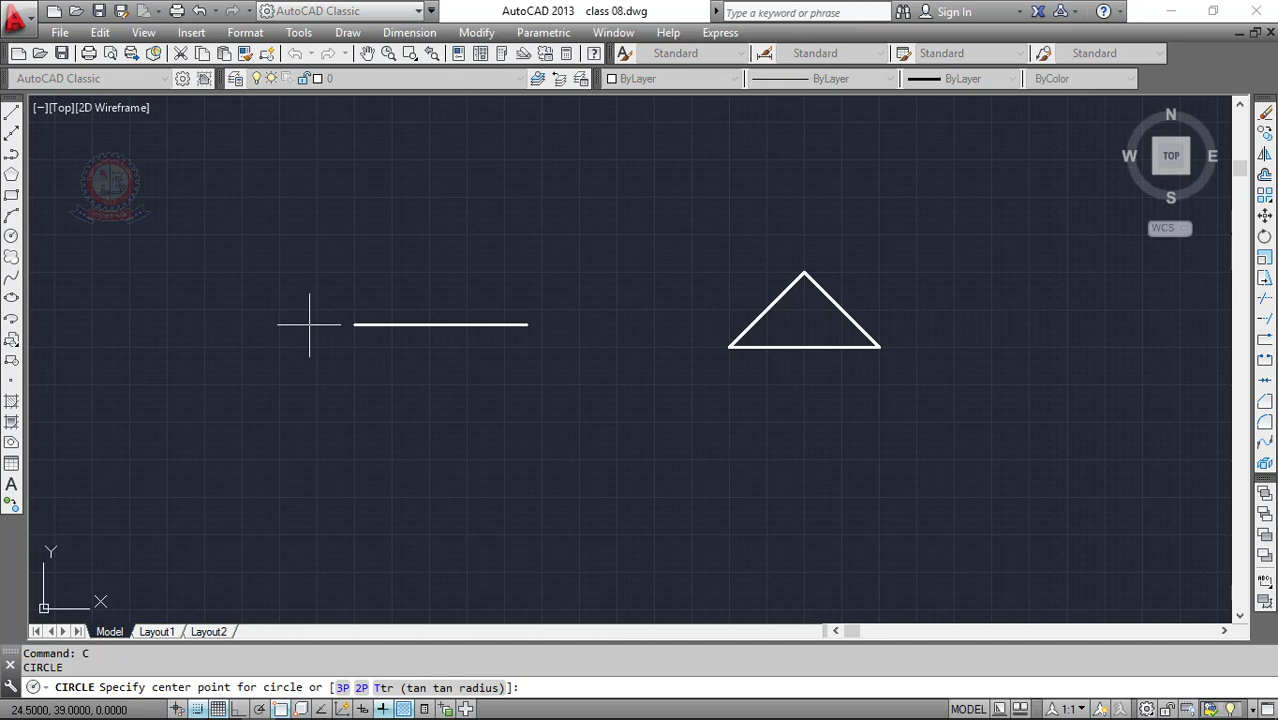 AutoCAD Classic
AutoCAD 2013 class 08.dwg
Type a keyword or phrase
Sign In
File Edit View Insert Format Tools Draw Dimension Modify Parametric Window Help Express
Standard Standard Standard Standard
AutoCAD Classic 0 ByLayer ByLayer ByLayer ByColor
[−][Top][2D Wireframe]
N
W TOP E
S
WCS
A
Y
X
Model Layout1 Layout2
Command: C
CIRCLE
CIRCLE Specify center point for circle or [3P 2P Ttr (tan tan radius)]:
24.5000, 39.0000, 0.0000
MODEL 1:1